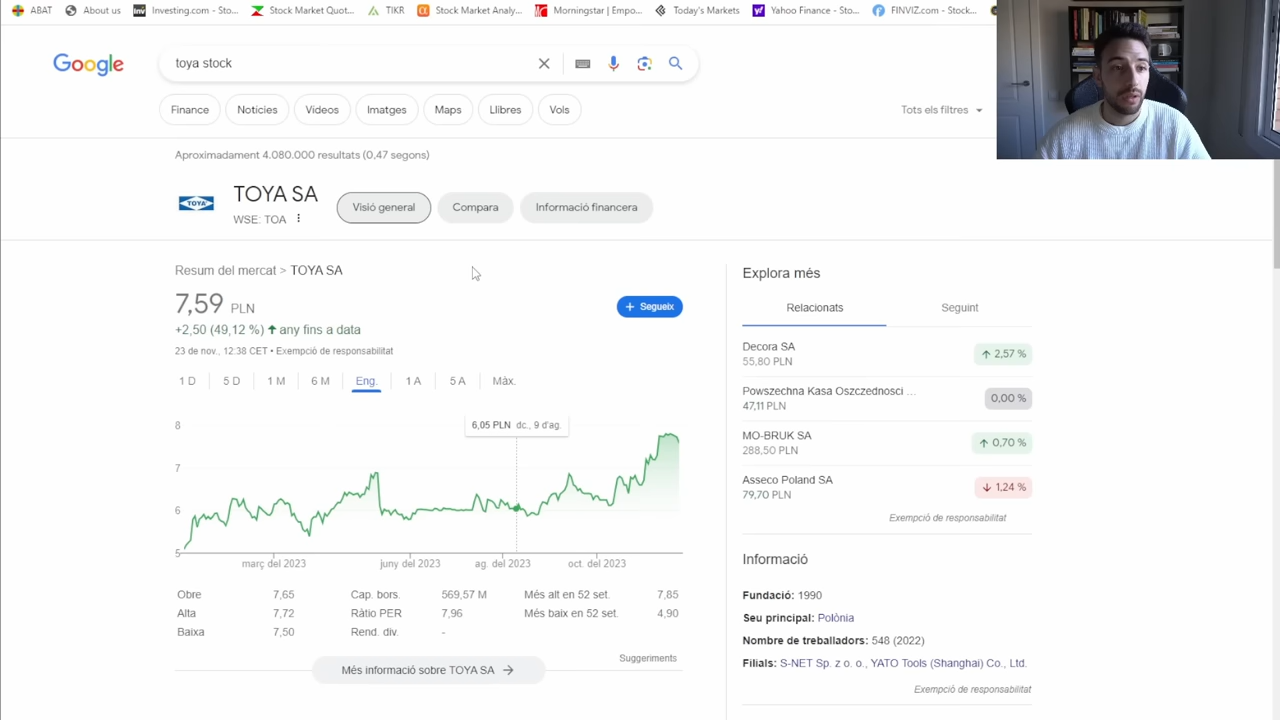 ABAT
About us
Investing.com - Sto...
Stock Market Quot...
TIKR
Stock Market Analy...
Morningstar | Empo...
Today's Markets
Yahoo Finance - Sto...
FINVIZ.com - Stock...
Google
toya stock
Finance
Notícies
Vídeos
Imatges
Maps
Llibres
Vols
Tots els filtres
Aproximadament 4.080.000 resultats (0,47 segons)
TOYA
TOYA SA
WSE: TOA
Visió general
Compara
Informació financera
Resum del mercat > TOYA SA
7,59 PLN
+2,50 (49,12 %) ↑ any fins a data
23 de nov., 12:38 CET • Exempció de responsabilitat
+ Segueix
1 D
5 D
1 M
6 M
Eng.
1 A
5 A
Màx.
6,05 PLN dc., 9 d'ag.
8
7
6
5
març del 2023
juny del 2023
ag. del 2023
oct. del 2023
Obre 7,65
Cap. bors. 569,57 M
Més alt en 52 set. 7,85
Alta 7,72
Ràtio PER 7,96
Més baix en 52 set. 4,90
Baixa 7,50
Rend. div. -
Suggeriments
Més informació sobre TOYA SA →
Explora més
Relacionats
Seguint
Decora SA
55,80 PLN
↑ 2,57 %
Powszechna Kasa Oszczednosci ...
47,11 PLN
0,00 %
MO-BRUK SA
288,50 PLN
↑ 0,70 %
Asseco Poland SA
79,70 PLN
↓ 1,24 %
Exempció de responsabilitat
Informació
Fundació: 1990
Seu principal: Polònia
Nombre de treballadors: 548 (2022)
Filials: S-NET Sp. z o. o., YATO Tools (Shanghai) Co., Ltd.
Exempció de responsabilitat